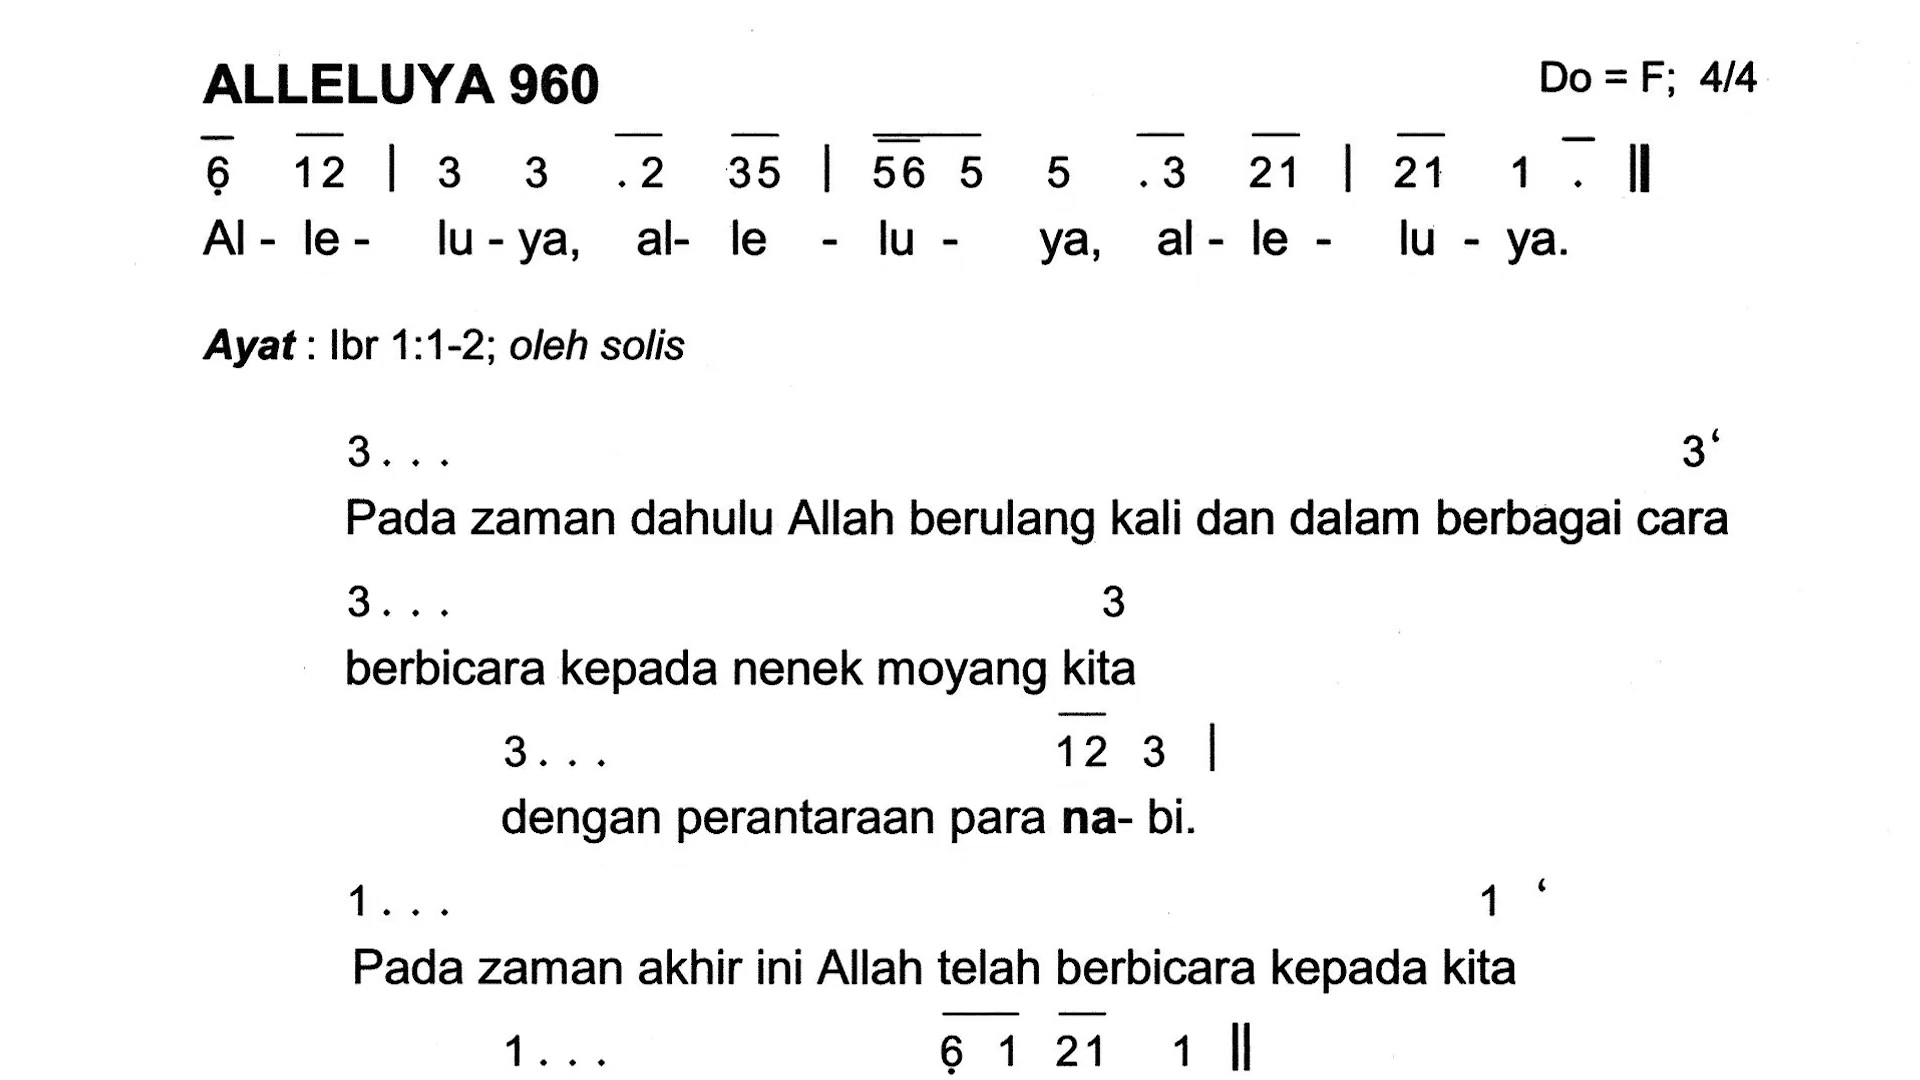 ALLELUYA 960 Do = F; 4/4
6̣ 12 | 3 3 .2 35 | 56 5 5 .3 21 | 21 1 . ||
Al - le - lu - ya, al- le - lu - ya, al - le - lu - ya.
Ayat : Ibr 1:1-2; oleh solis
3 . . . 3‘
Pada zaman dahulu Allah berulang kali dan dalam berbagai cara
3 . . . 3
berbicara kepada nenek moyang kita
3 . . . 12 3 |
dengan perantaraan para na- bi.
1 . . . 1 ‘
Pada zaman akhir ini Allah telah berbicara kepada kita
1 . . . 6̣ 1 21 1 ||